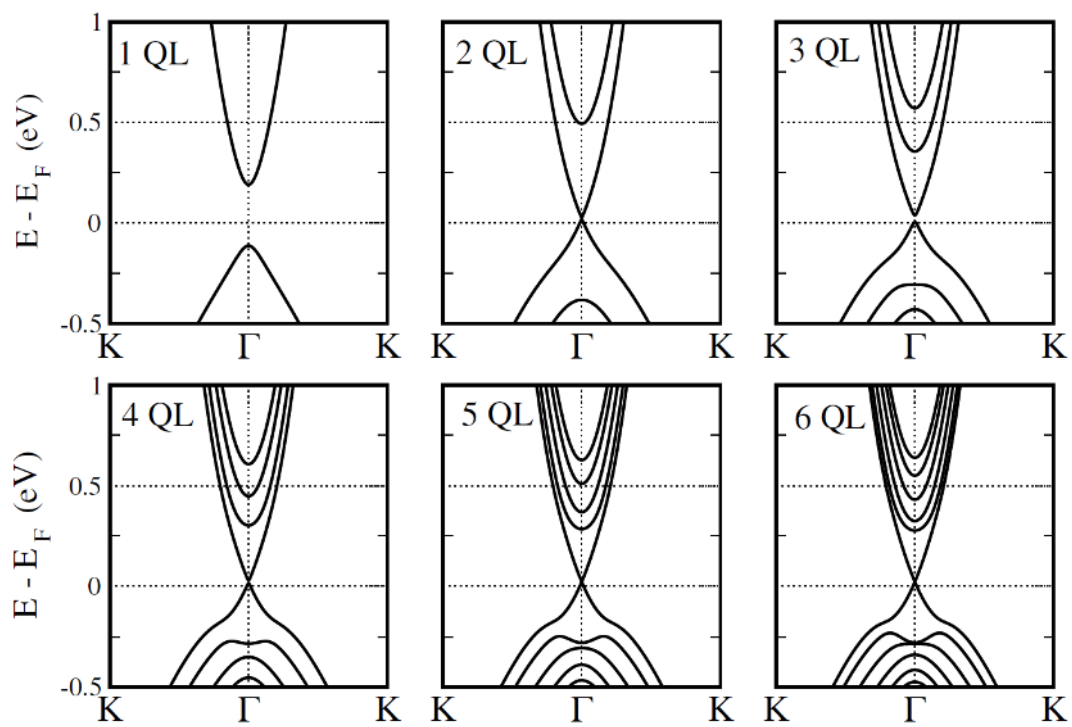 1
1 QL
2 QL
3 QL
E - E_F (eV)
0.5
0
-0.5
K Γ K
K Γ K
K Γ K
1
4 QL
5 QL
6 QL
E - E_F (eV)
0.5
0
-0.5
K Γ K
K Γ K
K Γ K